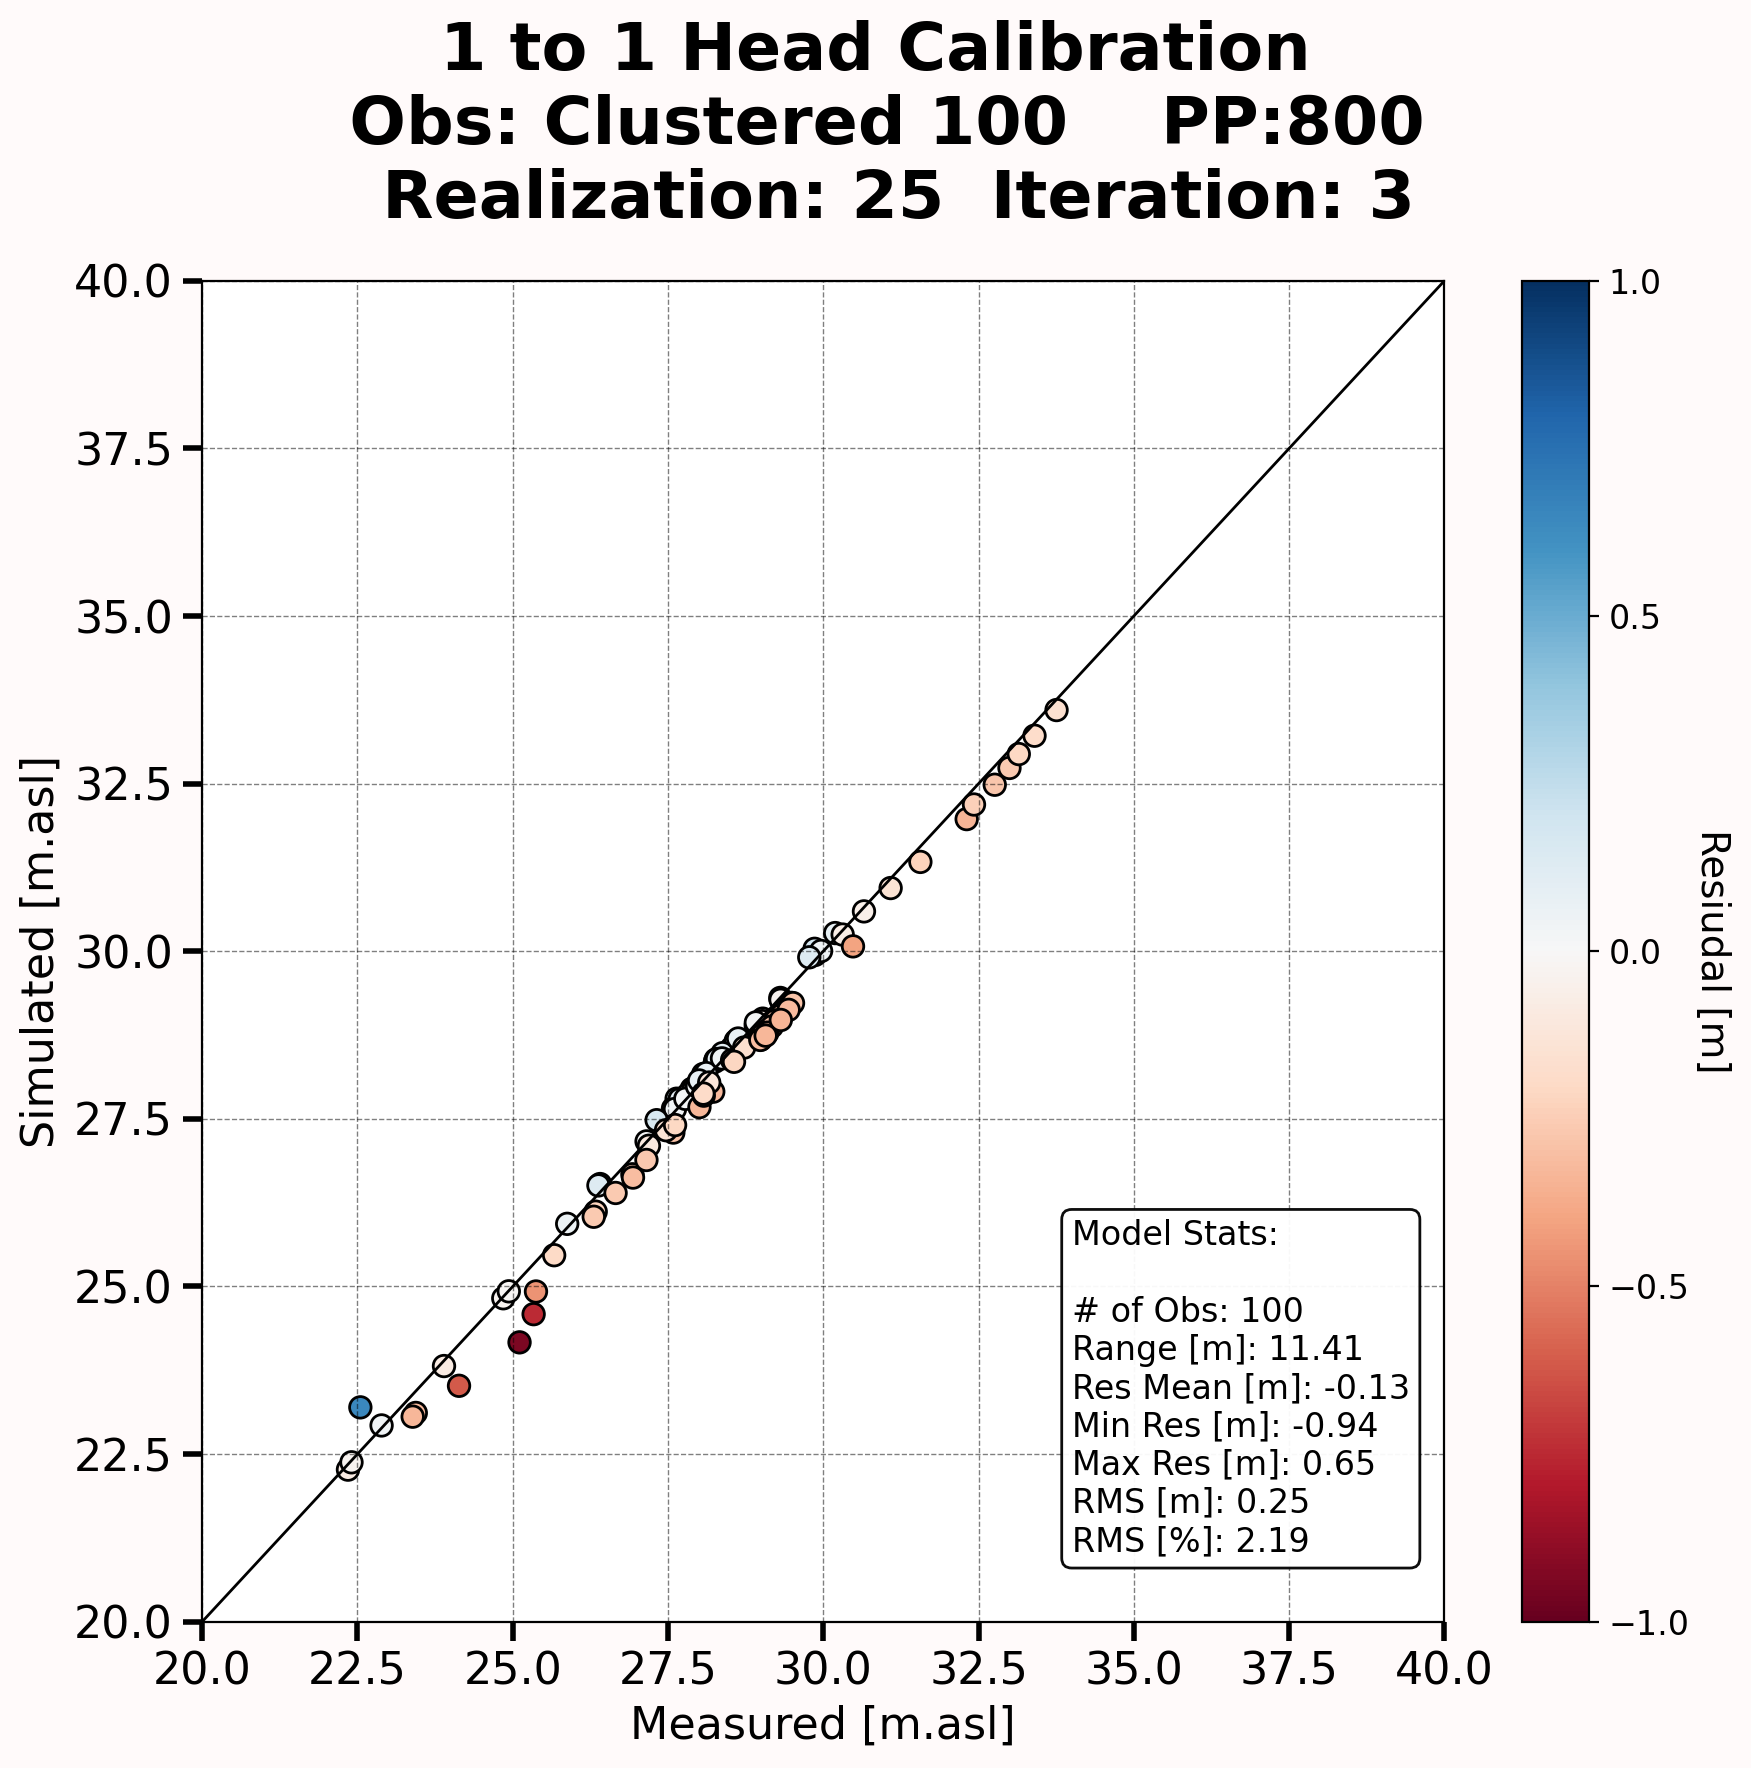 1 to 1 Head Calibration
Obs: Clustered 100    PP:800
Realization: 25  Iteration: 3
40.0
37.5
35.0
32.5
30.0
27.5
25.0
22.5
20.0
Simulated [m.asl]
20.0 22.5 25.0 27.5 30.0 32.5 35.0 37.5 40.0
Measured [m.asl]
Model Stats:
# of Obs: 100
Range [m]: 11.41
Res Mean [m]: -0.13
Min Res [m]: -0.94
Max Res [m]: 0.65
RMS [m]: 0.25
RMS [%]: 2.19
1.0
0.5
0.0
−0.5
−1.0
Resiudal [m]